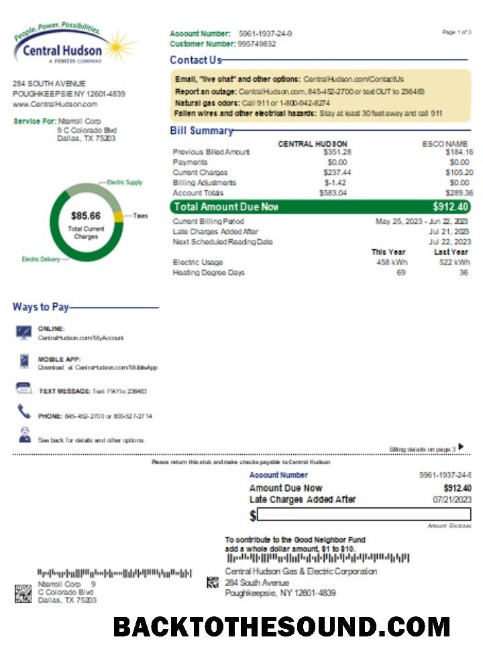 People. Power. Possibilities.
Central Hudson
A FORTIS COMPANY
284 SOUTH AVENUE
POUGHKEEPSIE NY 12601-4839
www.CentralHudson.com
Service For: Nteroll Corp
9 C Colorado Blvd
Dallas, TX 75203
Account Number: 5961-1937-24-9
Customer Number: 995749832
Page 1 of 3
Contact Us
Email, "live chat" and other options: CentralHudson.com/ContactUs
Report an outage: CentralHudson.com, 845-452-2700 or text OUT to 236483
Natural gas odors: Call 911 or 1-800-942-8274
Fallen wires and other electrical hazards: Stay at least 30 feet away and call 911
Bill Summary
CENTRAL HUDSON ESCO NAME
Previous Billed Amount $351.28 $184.16
Payments $0.00 $0.00
Current Charges $237.44 $105.20
Billing Adjustments $-1.42 $0.00
Account Totals $583.04 $289.36
Total Amount Due Now $912.40
Current Billing Period May 25, 2023 - Jun 22, 2023
Late Charges Added After Jul 21, 2023
Next Scheduled Reading Date Jul 22, 2023
This Year Last Year
Electric Usage 458 kWh 522 kWh
Heating Degree Days 69 36
Electric Supply
$85.66
Total Current
Charges
Taxes
Electric Delivery
Ways to Pay
ONLINE:
CentralHudson.com/MyAccount
MOBILE APP:
Download at CentralHudson.com/MobileApp
TEXT MESSAGE: Text PAY to 236483
PHONE: 845-452-2700 or 800-527-2714
See back for details and other options.
Billing details on page 3
Please return this stub and make checks payable to Central Hudson
Account Number 5961-1937-24-6
Amount Due Now $912.40
Late Charges Added After 07/21/2023
$
Amount Enclosed
To contribute to the Good Neighbor Fund
add a whole dollar amount, $1 to $10.
Nteroll Corp 9
C Colorado Blvd
Dallas, TX 75203
Central Hudson Gas & Electric Corporation
284 South Avenue
Poughkeepsie, NY 12601-4839
BACKTOTHESOUND.COM